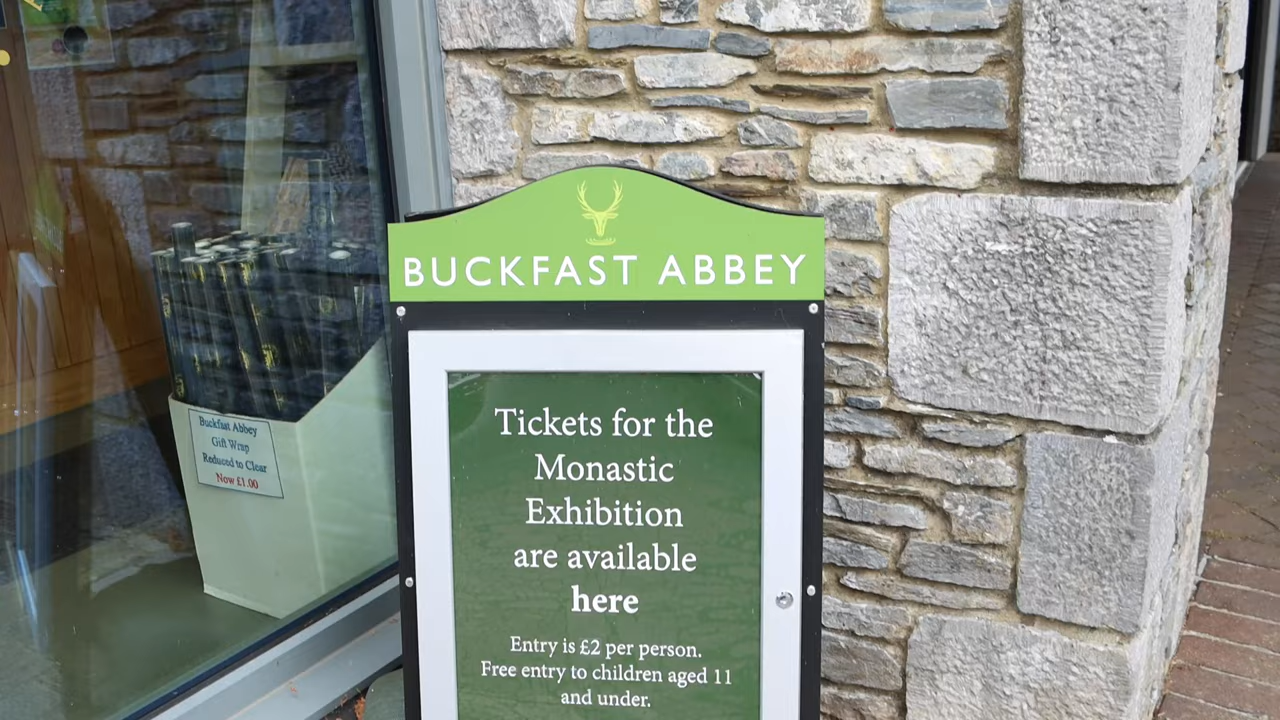 BUCKFAST ABBEY
Tickets for the
Monastic
Exhibition
are available
here
Entry is £2 per person.
Free entry to children aged 11
and under.
Buckfast Abbey
Gift Wrap
Reduced to Clear
Now £1.00